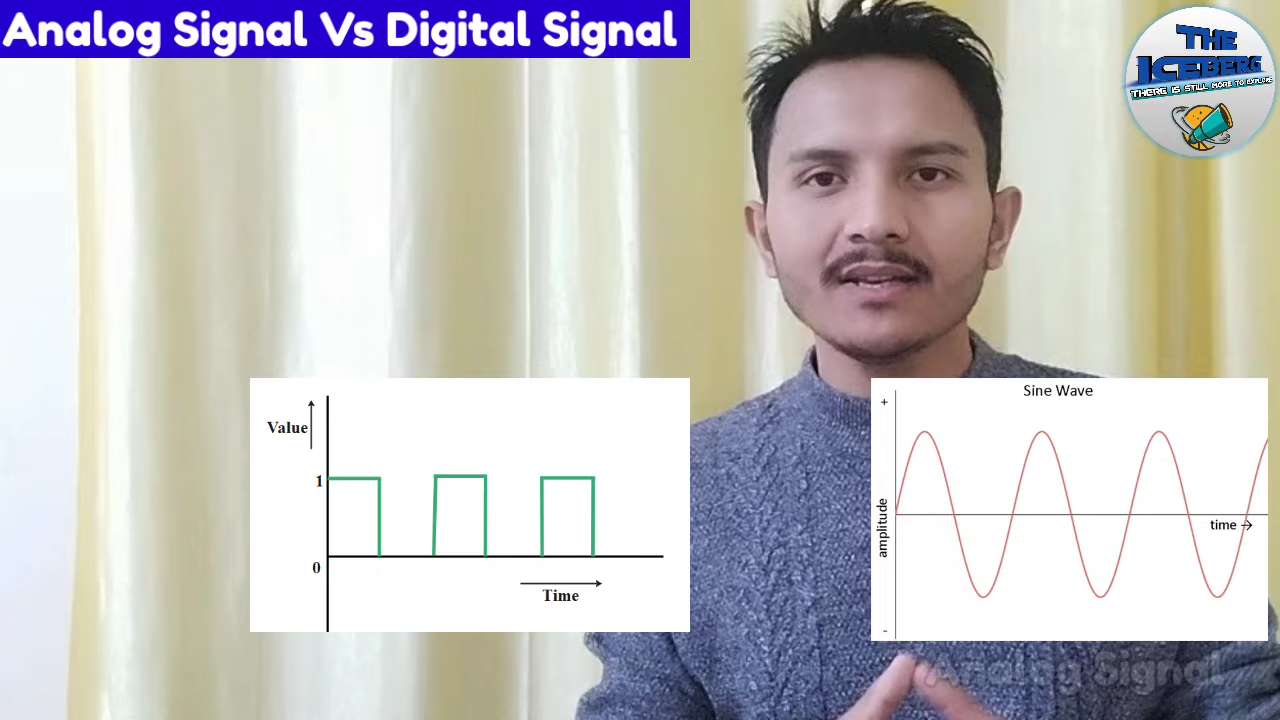 Analog Signal Vs Digital Signal
THE
ICEBERG
THERE IS STILL MORE TO EXPLORE
Value
1
0
Time
Sine Wave
+
amplitude
time
-
Analog Signal